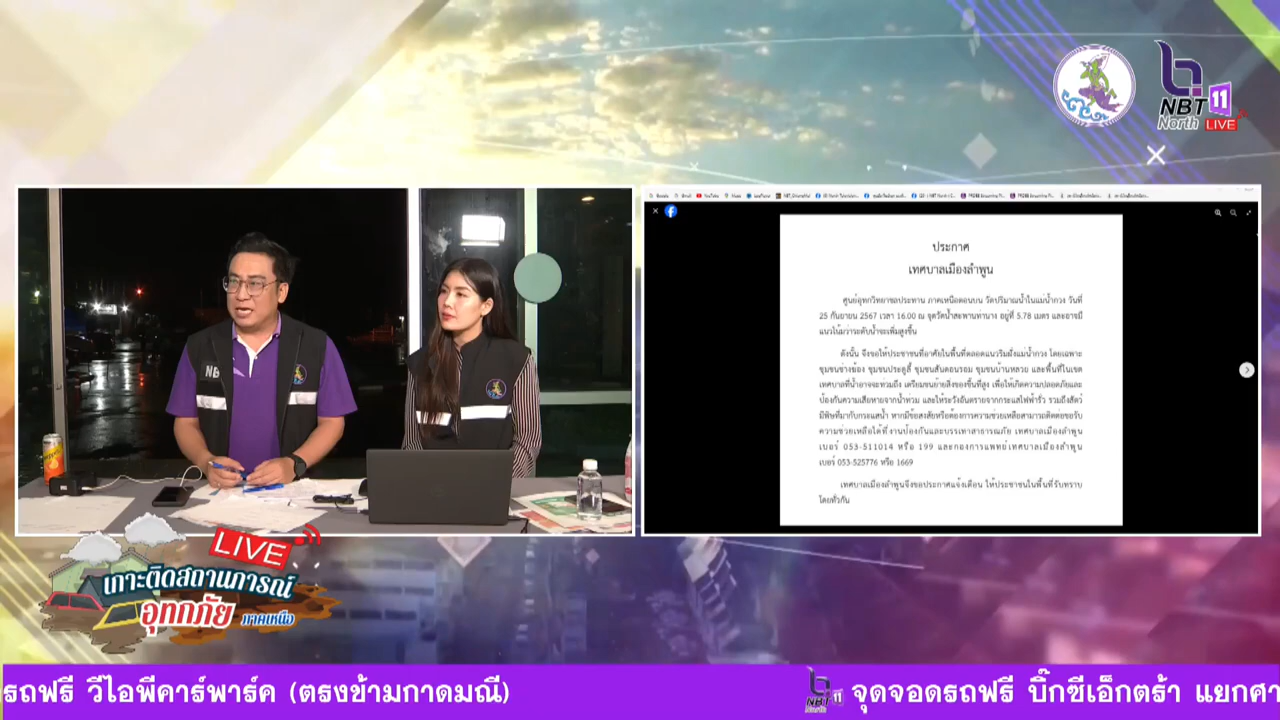 NBT
North
11
LIVE
NB
ประกาศ
เทศบาลเมืองลำพูน
ศูนย์อุทกวิทยาชลประทาน ภาคเหนือตอนบน วัดปริมาณน้ำในแม่น้ำกวง วันที่
25 กันยายน 2567 เวลา 16.00 ณ จุดวัดน้ำสะพานท่านาง อยู่ที่ 5.78 เมตร และอาจมี
แนวโน้มว่าระดับน้ำจะเพิ่มสูงขึ้น
ดังนั้น จึงขอให้ประชาชนที่อาศัยในพื้นที่ตลอดแนวริมฝั่งแม่น้ำกวง โดยเฉพาะ
ชุมชนช่างฆ้อง ชุมชนประตูลี้ ชุมชนสันดอนรอม ชุมชนบ้านหลวย และพื้นที่ในเขต
เทศบาลที่น้ำอาจจะท่วมถึง เตรียมขนย้ายสิ่งของขึ้นที่สูง เพื่อให้เกิดความปลอดภัยและ
ป้องกันความเสียหายจากน้ำท่วม และให้ระวังอันตรายจากกระแสไฟฟ้ารั่ว รวมถึงสัตว์
มีพิษที่มากับกระแสน้ำ หากมีข้อสงสัยหรือต้องการความช่วยเหลือสามารถติดต่อขอรับ
ความช่วยเหลือได้ที่งานป้องกันและบรรเทาสาธารณภัย เทศบาลเมืองลำพูน
เบอร์ 053-511014 หรือ 199 และกองการแพทย์เทศบาลเมืองลำพูน
เบอร์ 053-525776 หรือ 1669
เทศบาลเมืองลำพูนจึงขอประกาศแจ้งเตือน ให้ประชาชนในพื้นที่รับทราบ
โดยทั่วกัน
LIVE
เกาะติดสถานการณ์
อุทกภัย ภาคเหนือ
รถฟรี วีไอพีคาร์พาร์ค (ตรงข้ามกาดมณี)
NBT 11 North
จุดจอดรถฟรี บิ๊กซีเอ็กตร้า แยกศา